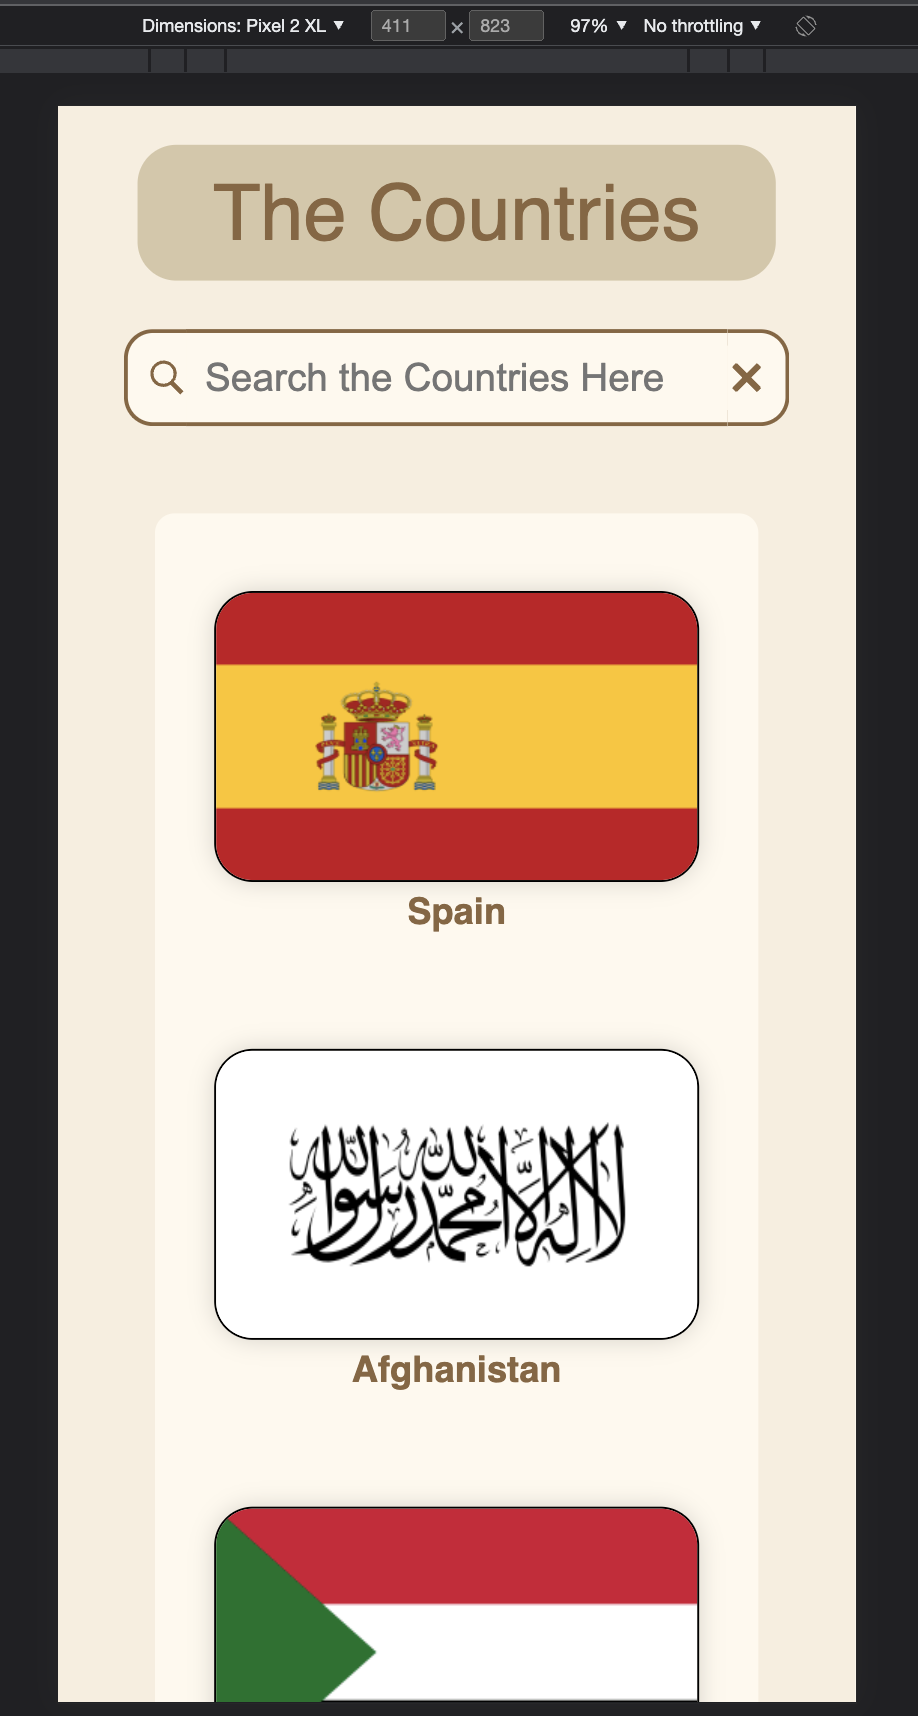 Dimensions: Pixel 2 XL ▼ 411 × 823 97% ▼ No throttling ▼
The Countries
Search the Countries Here
Spain
لا إله إلا الله محمد رسول الله
Afghanistan